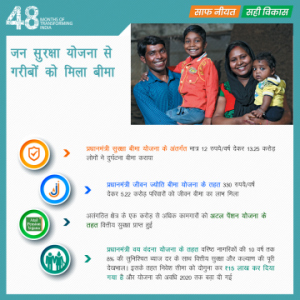 48 MONTHS OF
TRANSFORMING
INDIA
साफ नीयत सही विकास
जन सुरक्षा योजना से
गरीबों को मिला बीमा
प्रधानमंत्री सुरक्षा बीमा योजना के अंतर्गत मात्र 12 रुपये/वर्ष देकर 13.25 करोड़
लोगों ने दुर्घटना बीमा कराया
प्रधानमंत्री जीवन ज्योति बीमा योजना के तहत 330 रुपये/वर्ष
देकर 5.22 करोड़ परिवारों को जीवन बीमा का लाभ मिला
असंगठित क्षेत्र के एक करोड़ से अधिक कामगारों को अटल पेंशन योजना के
तहत वित्तीय सुरक्षा प्राप्त हुई
प्रधानमंत्री वय वंदना योजना के तहत वरिष्ठ नागरिकों की 10 वर्ष तक
8% की सुनिश्चित ब्याज दर के साथ वित्तीय सुरक्षा और कल्याण की पूरी
देखभाल। इसके तहत निवेश सीमा को दोगुना कर ₹15 लाख कर दिया
गया है और योजना की अवधि 2020 तक बढ़ा दी गई